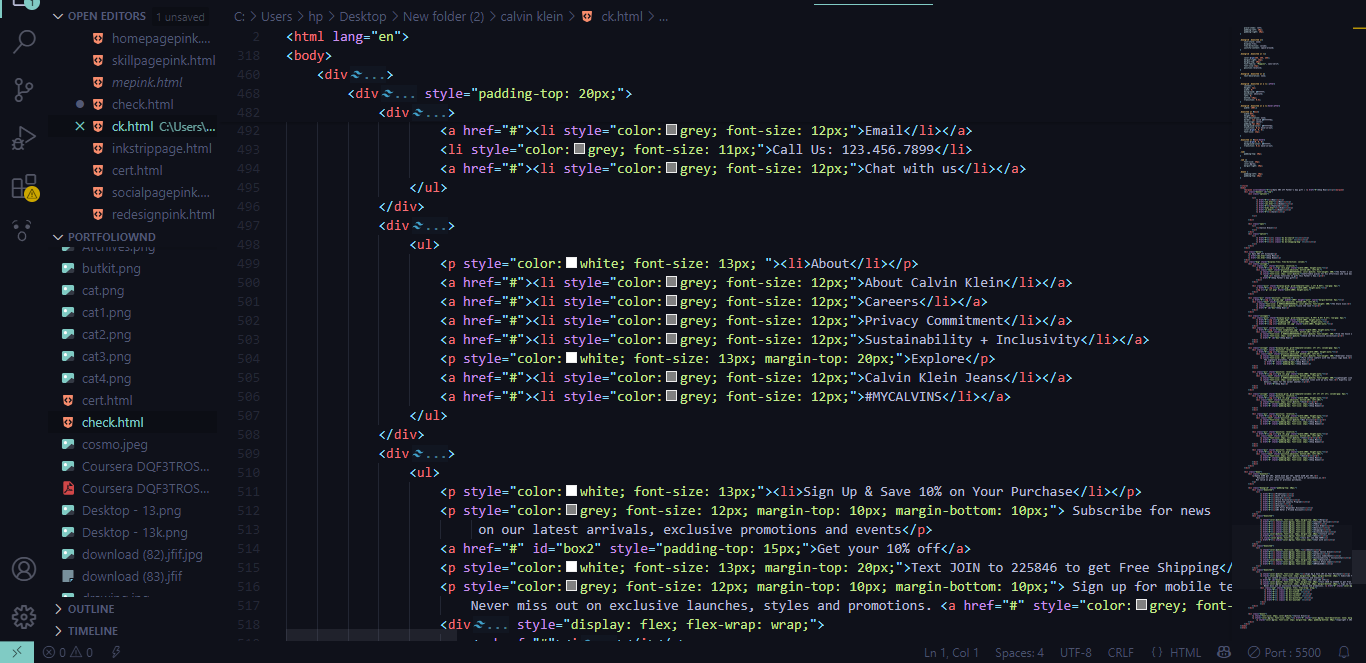 1
OPEN EDITORS 1 unsaved
homepagepink....
skillpagepink.html
mepink.html
check.html
ck.html C:\Users\...
inkstrippage.html
cert.html
socialpagepink....
redesignpink.html
PORTFOLIOWND
Archives.png
butkit.png
cat.png
cat1.png
cat2.png
cat3.png
cat4.png
cert.html
check.html
cosmo.jpeg
Coursera DQF3TROS...
Coursera DQF3TROS...
Desktop - 13.png
Desktop - 13k.png
download (82).jfif.jpg
download (83).jfif
OUTLINE
TIMELINE
C: > Users > hp > Desktop > New folder (2) > calvin klein > ck.html > ...
2 <html lang="en">
318 <body>
460 <div ... >
468 <div ... style="padding-top: 20px;">
482 <div ... >
492 <a href="#"><li style="color: grey; font-size: 12px;">Email</li></a>
493 <li style="color: grey; font-size: 11px;">Call Us: 123.456.7899</li>
494 <a href="#"><li style="color: grey; font-size: 12px;">Chat with us</li></a>
495 </ul>
496 </div>
497 <div ... >
498 <ul>
499 <p style="color: white; font-size: 13px; "><li>About</li></p>
500 <a href="#"><li style="color: grey; font-size: 12px;">About Calvin Klein</li></a>
501 <a href="#"><li style="color: grey; font-size: 12px;">Careers</li></a>
502 <a href="#"><li style="color: grey; font-size: 12px;">Privacy Commitment</li></a>
503 <a href="#"><li style="color: grey; font-size: 12px;">Sustainability + Inclusivity</li></a>
504 <p style="color: white; font-size: 13px; margin-top: 20px;">Explore</p>
505 <a href="#"><li style="color: grey; font-size: 12px;">Calvin Klein Jeans</li></a>
506 <a href="#"><li style="color: grey; font-size: 12px;">#MYCALVINS</li></a>
507 </ul>
508 </div>
509 <div ... >
510 <ul>
511 <p style="color: white; font-size: 13px;"><li>Sign Up & Save 10% on Your Purchase</li></p>
512 <p style="color: grey; font-size: 12px; margin-top: 10px; margin-bottom: 10px;"> Subscribe for news
513 on our latest arrivals, exclusive promotions and events</p>
514 <a href="#" id="box2" style="padding-top: 15px;">Get your 10% off</a>
515 <p style="color: white; font-size: 13px; margin-top: 20px;">Text JOIN to 225846 to get Free Shipping</
516 <p style="color: grey; font-size: 12px; margin-top: 10px; margin-bottom: 10px;"> Sign up for mobile te
517 Never miss out on exclusive launches, styles and promotions. <a href="#" style="color: grey; font-
518 <div ... style="display: flex; flex-wrap: wrap;">
0 0
Ln 1, Col 1 Spaces: 4 UTF-8 CRLF () HTML Port : 5500